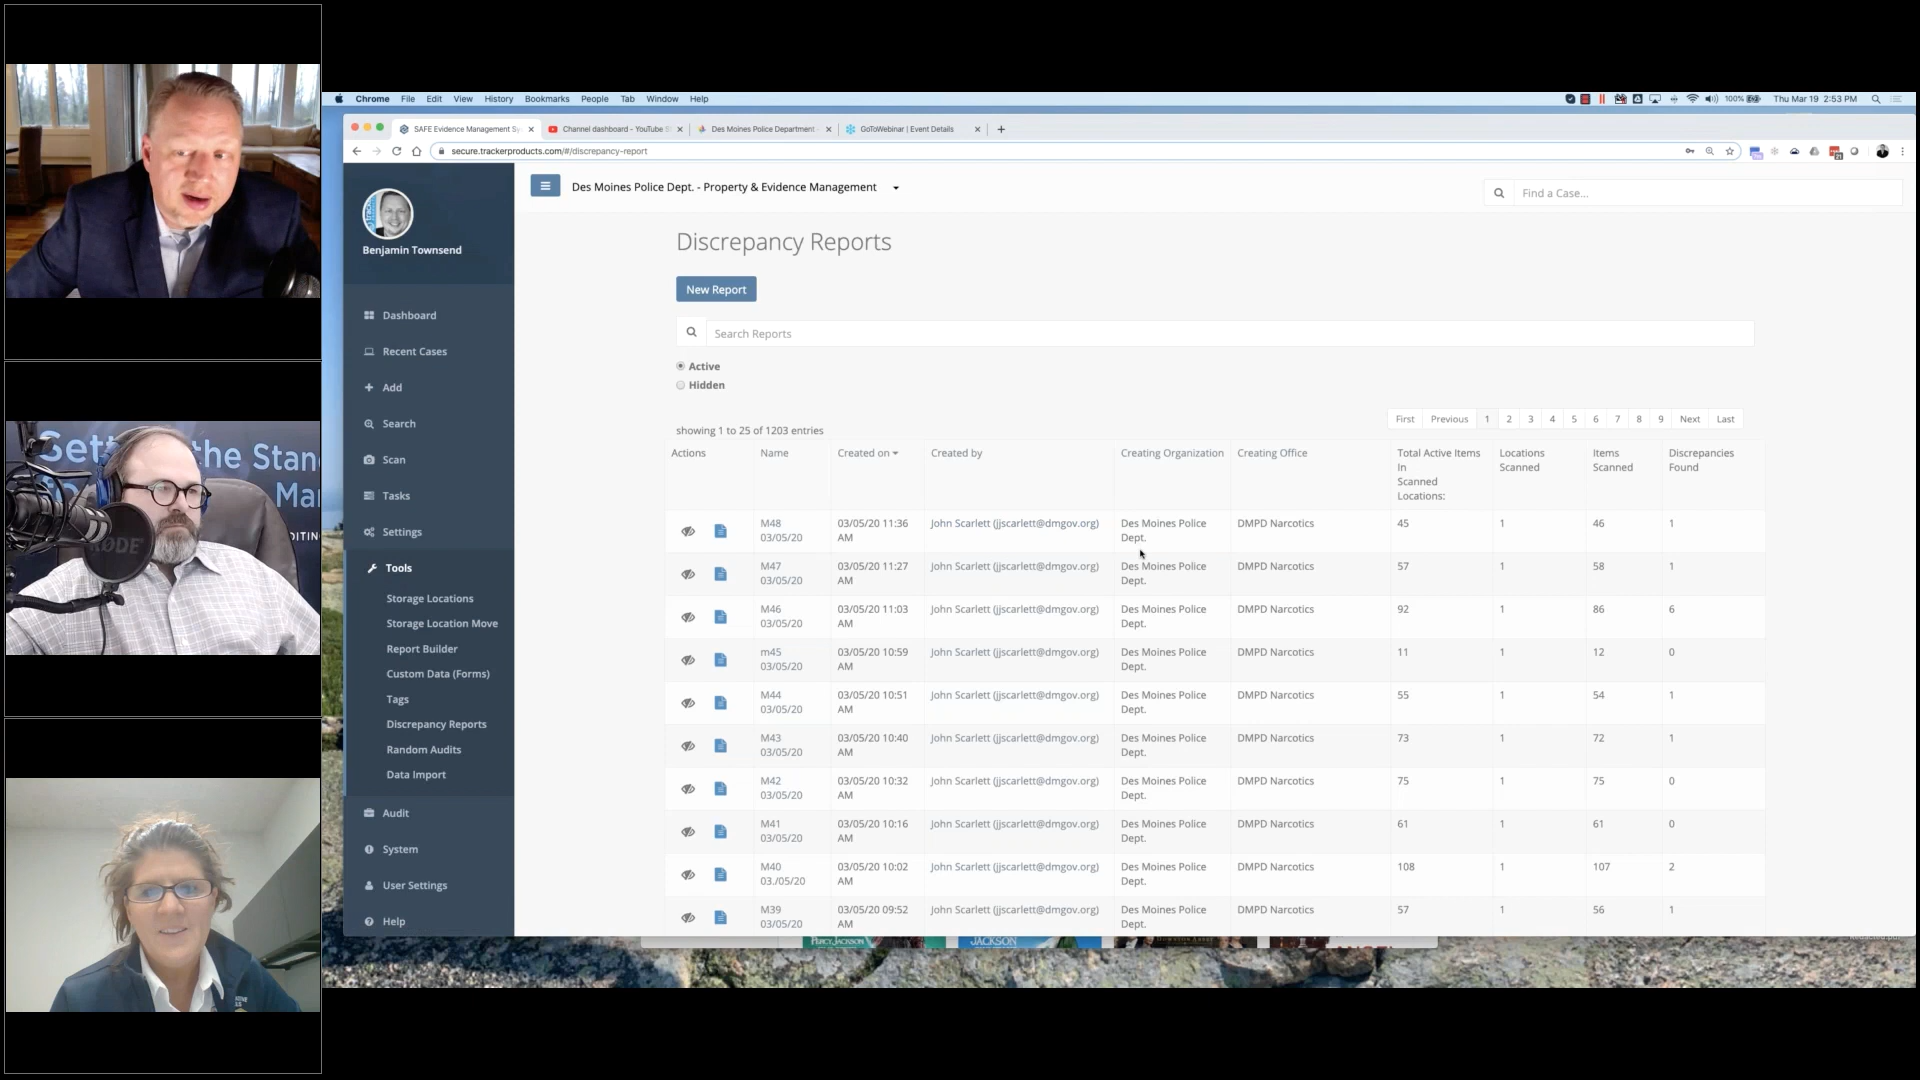 Chrome File Edit View History Bookmarks People Tab Window Help
100% Thu Mar 19 2:53 PM
SAFE Evidence Management Sy
Channel dashboard - YouTube S
Des Moines Police Department -
GoToWebinar | Event Details
secure.trackerproducts.com/#/discrepancy-report
Benjamin Townsend
Dashboard
Recent Cases
Add
Search
Scan
Tasks
Settings
Tools
Storage Locations
Storage Location Move
Report Builder
Custom Data (Forms)
Tags
Discrepancy Reports
Random Audits
Data Import
Audit
System
User Settings
Help
Des Moines Police Dept. - Property & Evidence Management
Find a Case...
Discrepancy Reports
New Report
Search Reports
Active
Hidden
First Previous 1 2 3 4 5 6 7 8 9 Next Last
showing 1 to 25 of 1203 entries
Actions Name Created on Created by Creating Organization Creating Office Total Active Items In Scanned Locations: Locations Scanned Items Scanned Discrepancies Found
M48 03/05/20 03/05/20 11:36 AM John Scarlett (jjscarlett@dmgov.org) Des Moines Police Dept. DMPD Narcotics 45 1 46 1
M47 03/05/20 03/05/20 11:27 AM John Scarlett (jjscarlett@dmgov.org) Des Moines Police Dept. DMPD Narcotics 57 1 58 1
M46 03/05/20 03/05/20 11:03 AM John Scarlett (jjscarlett@dmgov.org) Des Moines Police Dept. DMPD Narcotics 92 1 86 6
m45 03/05/20 03/05/20 10:59 AM John Scarlett (jjscarlett@dmgov.org) Des Moines Police Dept. DMPD Narcotics 11 1 12 0
M44 03/05/20 03/05/20 10:51 AM John Scarlett (jjscarlett@dmgov.org) Des Moines Police Dept. DMPD Narcotics 55 1 54 1
M43 03/05/20 03/05/20 10:40 AM John Scarlett (jjscarlett@dmgov.org) Des Moines Police Dept. DMPD Narcotics 73 1 72 1
M42 03/05/20 03/05/20 10:32 AM John Scarlett (jjscarlett@dmgov.org) Des Moines Police Dept. DMPD Narcotics 75 1 75 0
M41 03/05/20 03/05/20 10:16 AM John Scarlett (jjscarlett@dmgov.org) Des Moines Police Dept. DMPD Narcotics 61 1 61 0
M40 03./05/20 03/05/20 10:02 AM John Scarlett (jjscarlett@dmgov.org) Des Moines Police Dept. DMPD Narcotics 108 1 107 2
M39 03/05/20 03/05/20 09:52 AM John Scarlett (jjscarlett@dmgov.org) Des Moines Police Dept. DMPD Narcotics 57 1 56 1
PERCY JACKSON
JACKSON
Set the Stan
Ma
DITIN
RØDE